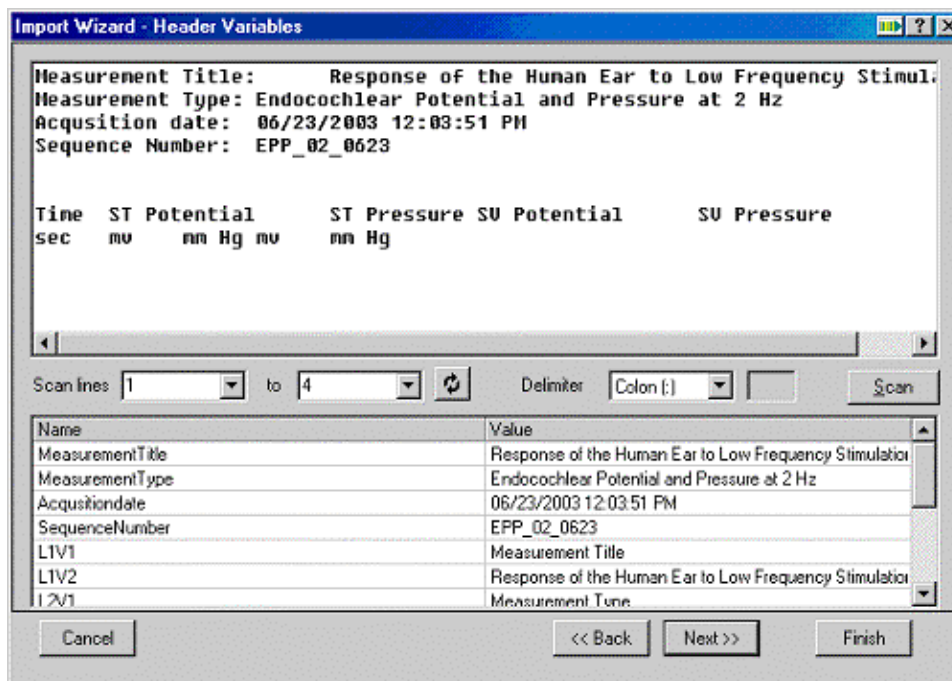 Import Wizard - Header Variables
Measurement Title: Response of the Human Ear to Low Frequency
Measurement Type: Endocochlear Potential and Pressure at 2 Hz
Acqusition date: 06/23/2003 12:03:51 PM
Sequence Number: EPP_02_0623
Time ST Potential ST Pressure SV Potential SV Pressure
sec mv mm Hg mv mm Hg
Scan lines 1 to 4 Delimiter Colon (:) Scan
Name Value
MeasurementTitle Response of the Human Ear to Low Frequency Stimulation
MeasurementType Endocochlear Potential and Pressure at 2 Hz
Acqusitiondate 06/23/2003 12:03:51 PM
SequenceNumber EPP_02_0623
L1V1 Measurement Title
L1V2 Response of the Human Ear to Low Frequency Stimulation
L2V1 Measurement Type
Cancel << Back Next >> Finish